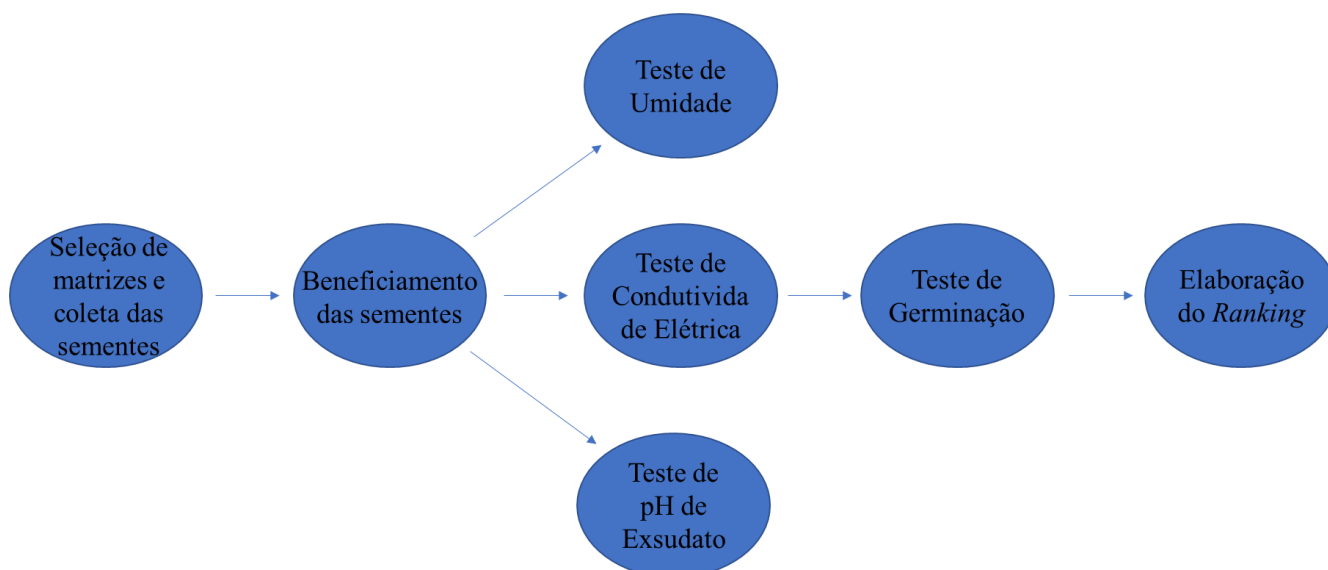 Teste de
Umidade
Seleção de
matrizes e
coleta das
sementes
Beneficiamento
das sementes
Teste de
Condutivida
de Elétrica
Teste de
Germinação
Elaboração
do Ranking
Teste de
pH de
Exsudato